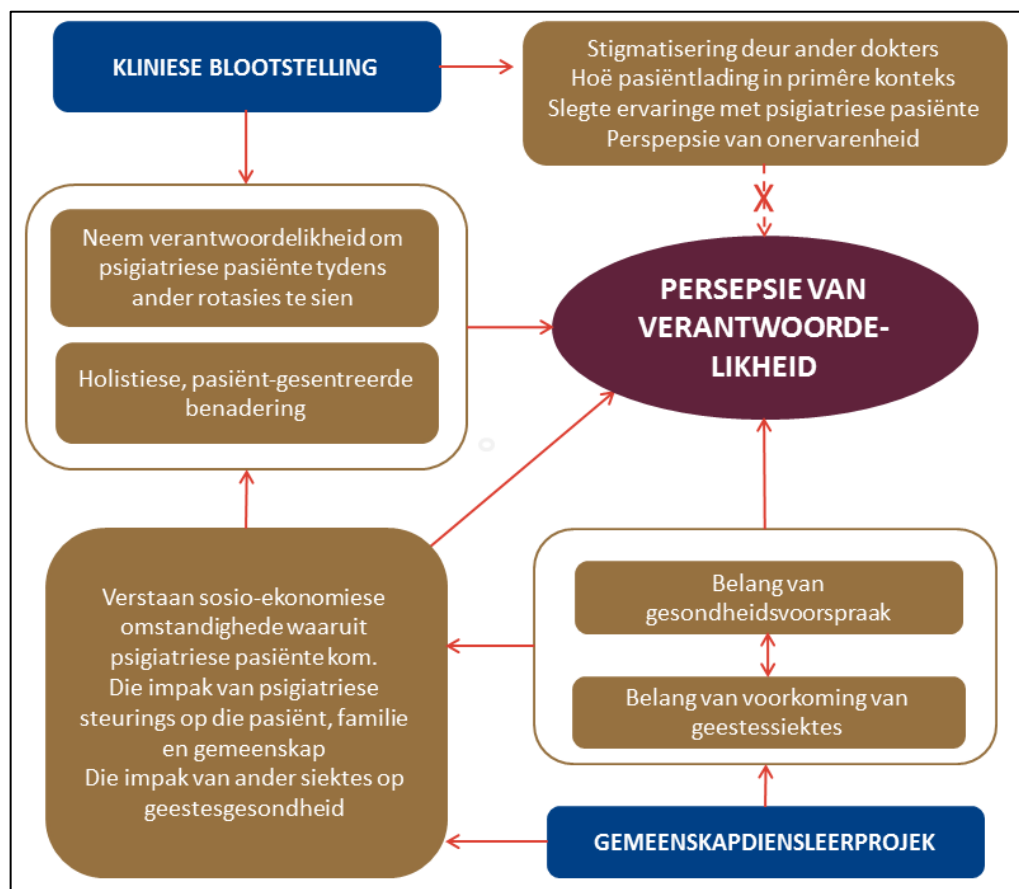 KLINIESE BLOOTSTELLING
Stigmatisering deur ander dokters
Hoë pasiëntlading in primêre konteks
Slegte ervaringe met psigiatriese pasiënte
Perspepsie van onervarenheid
X
Neem verantwoordelikheid om
psigiatriese pasiënte tydens
ander rotasies te sien
Holistiese, pasiënt-gesentreerde
benadering
PERSEPSIE VAN
VERANTWOORDE-
LIKHEID
Verstaan sosio-ekonomiese
omstandighede waaruit
psigiatriese pasiënte kom.
Die impak van psigiatriese
steurings op die pasiënt, familie
en gemeenskap
Die impak van ander siektes op
geestesgesondheid
Belang van
gesondheidsvoorspraak
Belang van voorkoming van
geestessiektes
GEMEENSKAPDIENSLEERPROJEK